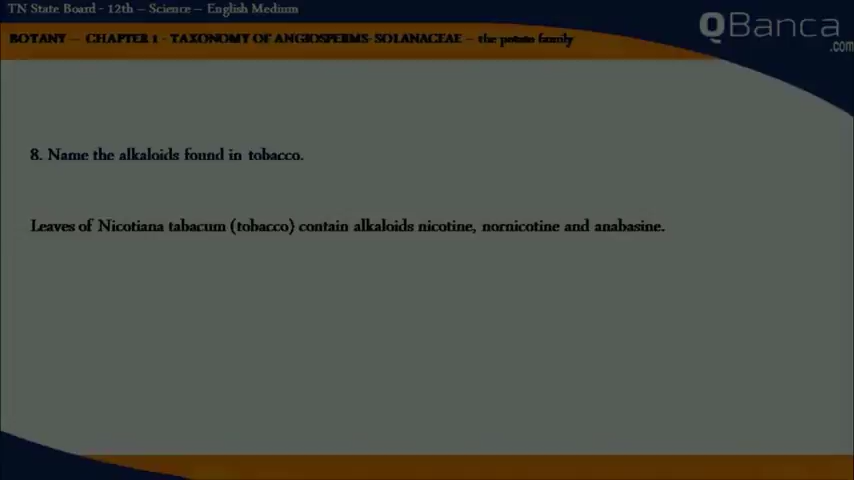 TN State Board - 12th – Science – English Medium
QBanca
.com
BOTANY – CHAPTER 1 - TAXONOMY OF ANGIOSPERMS- SOLANACEAE – the potato family
8. Name the alkaloids found in tobacco.
Leaves of Nicotiana tabacum (tobacco) contain alkaloids nicotine, nornicotine and anabasine.